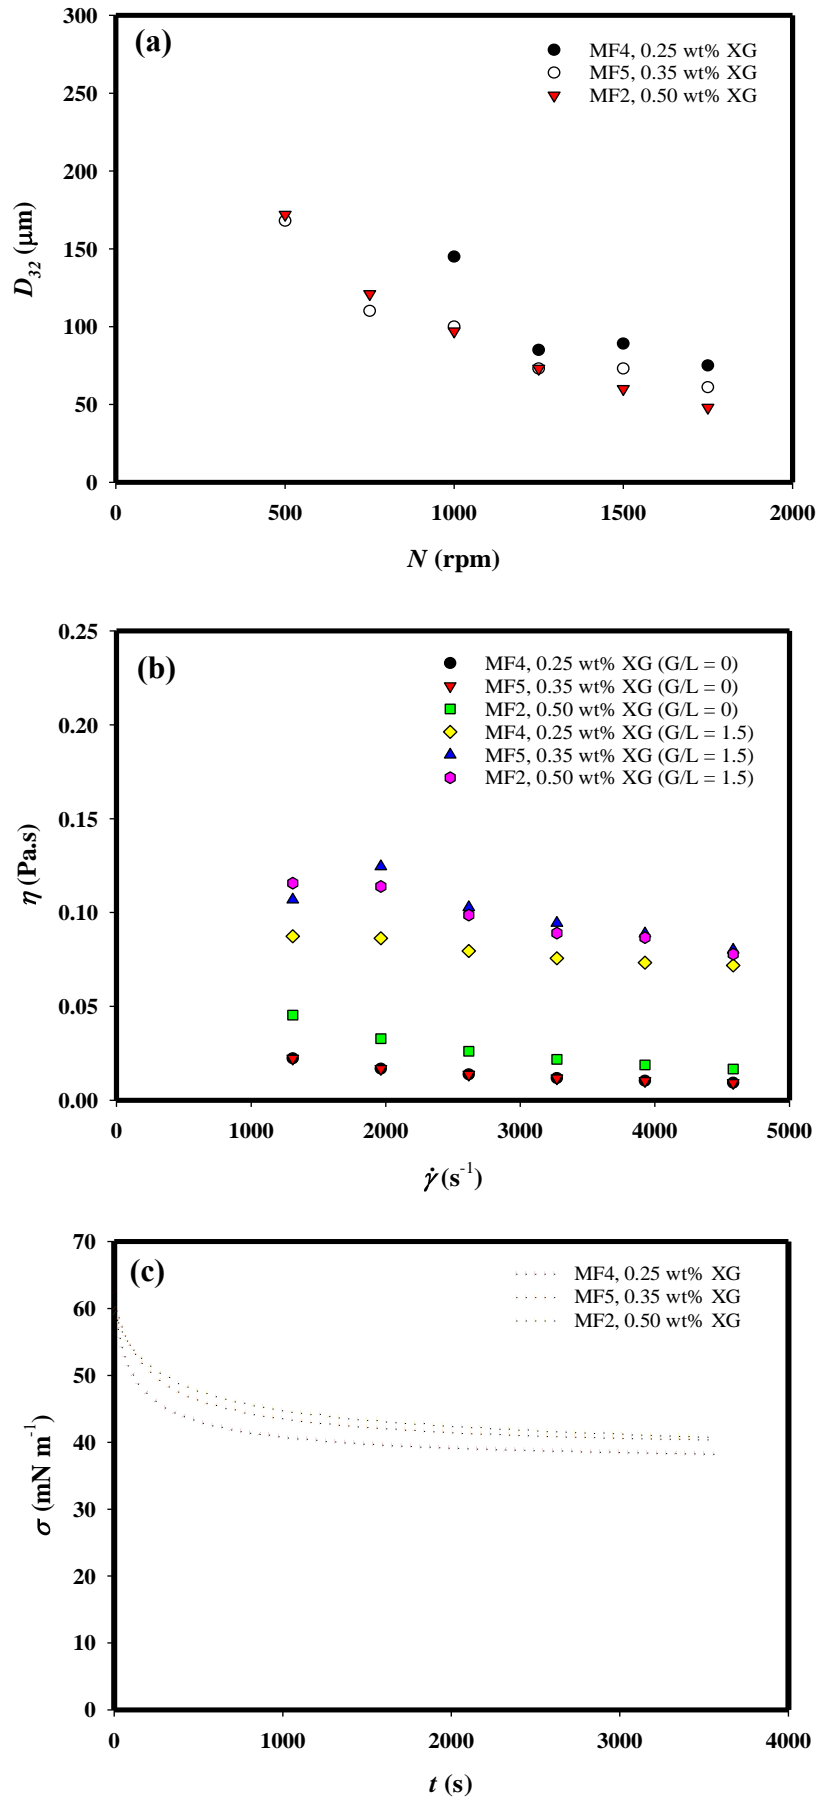 (a)
MF4, 0.25 wt% XG
MF5, 0.35 wt% XG
MF2, 0.50 wt% XG
300
250
200
150
100
50
0
D32 (μm)
0 500 1000 1500 2000
N (rpm)
(b)
MF4, 0.25 wt% XG (G/L = 0)
MF5, 0.35 wt% XG (G/L = 0)
MF2, 0.50 wt% XG (G/L = 0)
MF4, 0.25 wt% XG (G/L = 1.5)
MF5, 0.35 wt% XG (G/L = 1.5)
MF2, 0.50 wt% XG (G/L = 1.5)
0.25
0.20
0.15
0.10
0.05
0.00
η (Pa.s)
0 1000 2000 3000 4000 5000
γ̇ (s-1)
(c)
MF4, 0.25 wt% XG
MF5, 0.35 wt% XG
MF2, 0.50 wt% XG
70
60
50
40
30
20
10
0
σ (mN m-1)
0 1000 2000 3000 4000
t (s)